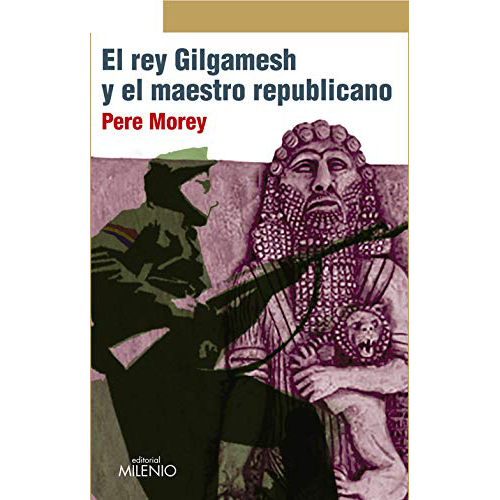 El rey Gilgamesh
y el maestro republicano
Pere Morey
editorial
MILENIO